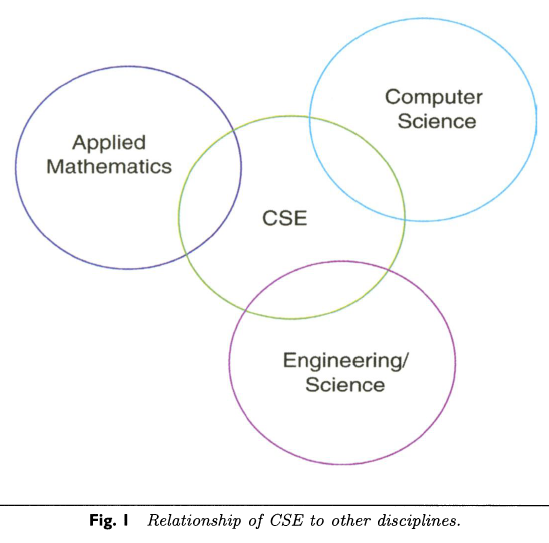 Computer
Science
Applied
Mathematics
CSE
Engineering/
Science
Fig. 1 Relationship of CSE to other disciplines.